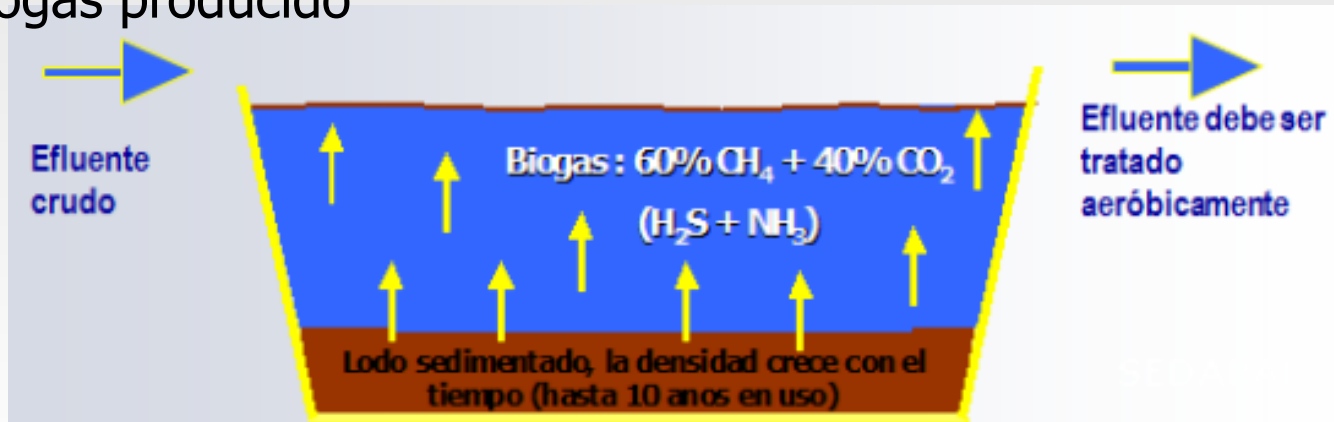 producido
Efluente
crudo
Biogas : 60% CH₄ + 40% CO₂
(H₂S + NH₃)
Lodo sedimentado, la densidad crece con el
tiempo (hasta 10 anos en uso)
Efluente debe ser
tratado
aeróbicamente